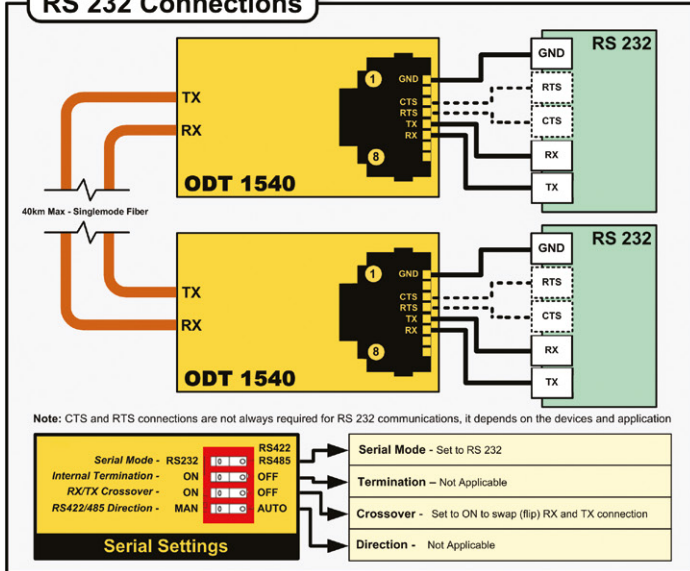 RS 232 Connections
TX
RX
ODT 1540
1
8
GND
CTS
RTS
TX
RX
RS 232
GND
RTS
CTS
RX
TX
40km Max - Singlemode Fiber
TX
RX
ODT 1540
1
8
GND
CTS
RTS
TX
RX
RS 232
GND
RTS
CTS
RX
TX
Note: CTS and RTS connections are not always required for RS 232 communications, it depends on the devices and application
RS422
Serial Mode - RS232 RS485
Internal Termination - ON OFF
RX/TX Crossover - ON OFF
RS422/485 Direction - MAN AUTO
Serial Settings
Serial Mode - Set to RS 232
Termination – Not Applicable
Crossover - Set to ON to swap (flip) RX and TX connection
Direction - Not Applicable